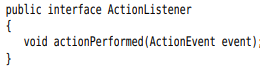 public interface ActionListener
{
void actionPerformed(ActionEvent event);
}